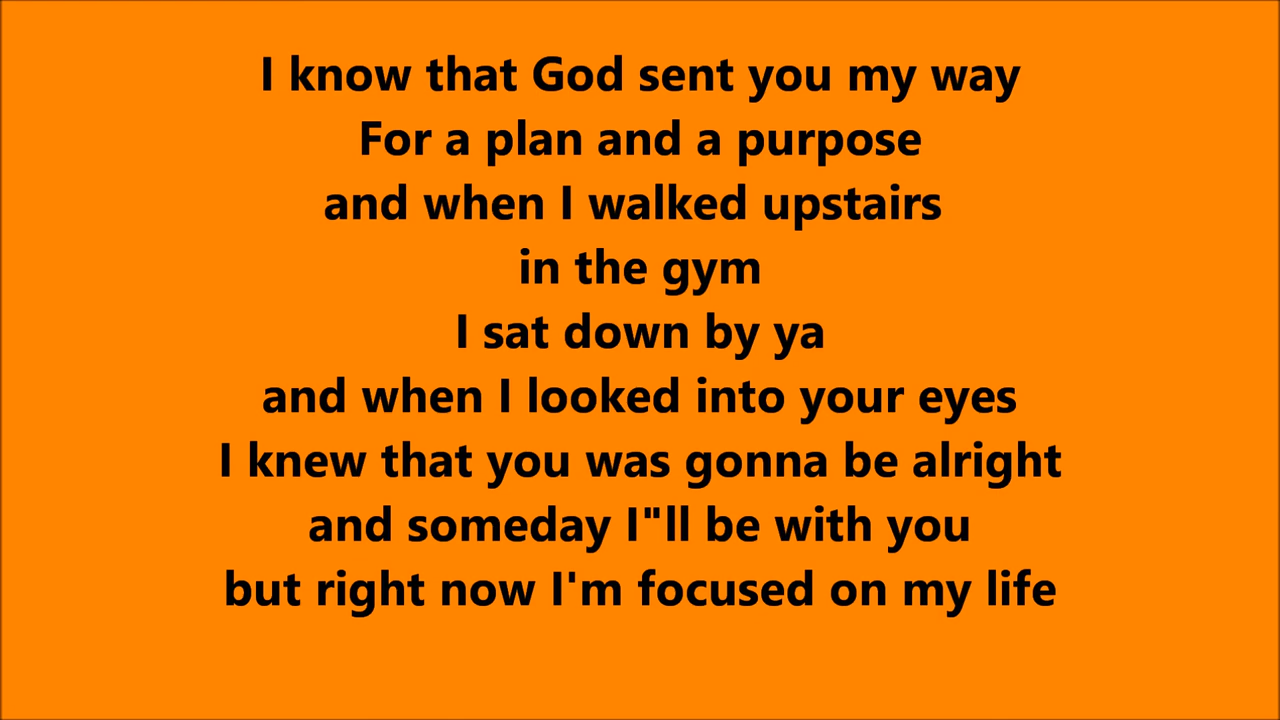 I know that God sent you my way
For a plan and a purpose
and when I walked upstairs
in the gym
I sat down by ya
and when I looked into your eyes
I knew that you was gonna be alright
and someday I"ll be with you
but right now I'm focused on my life